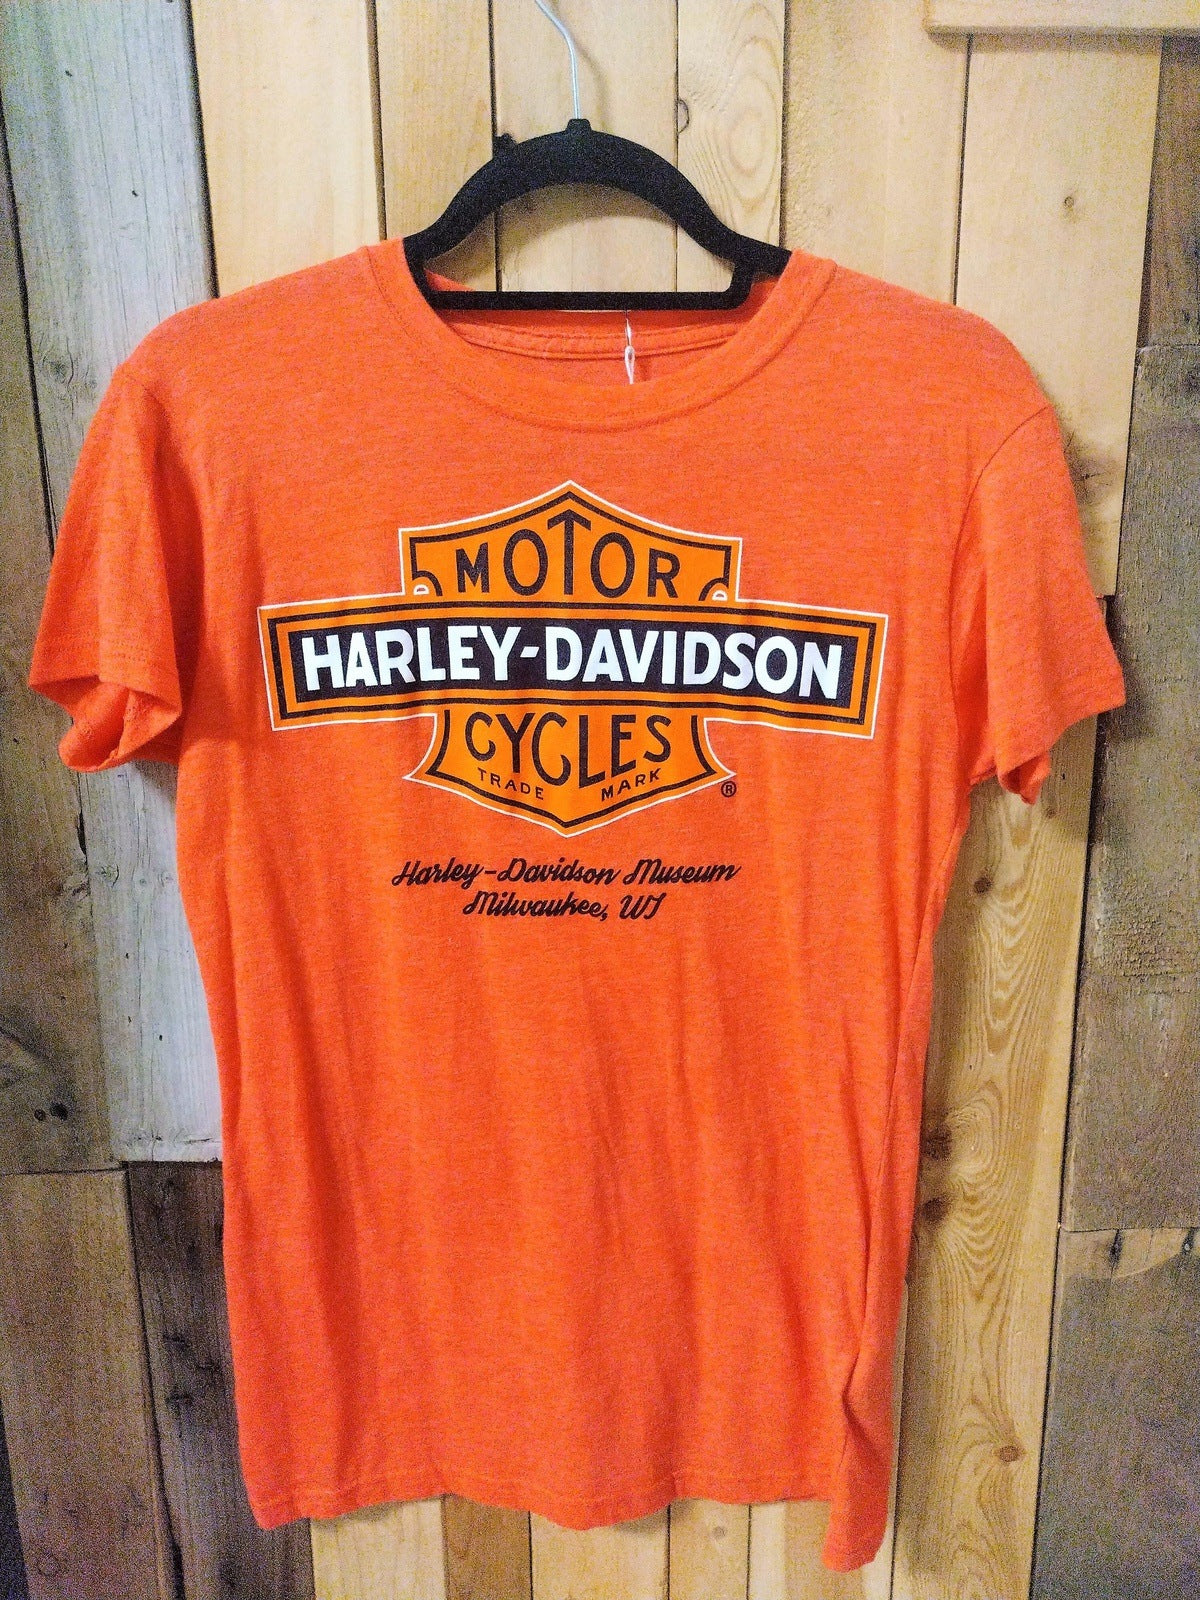 MOTOR
HARLEY-DAVIDSON
CYCLES
TRADE MARK
®
Harley-Davidson Museum
Milwaukee, WI